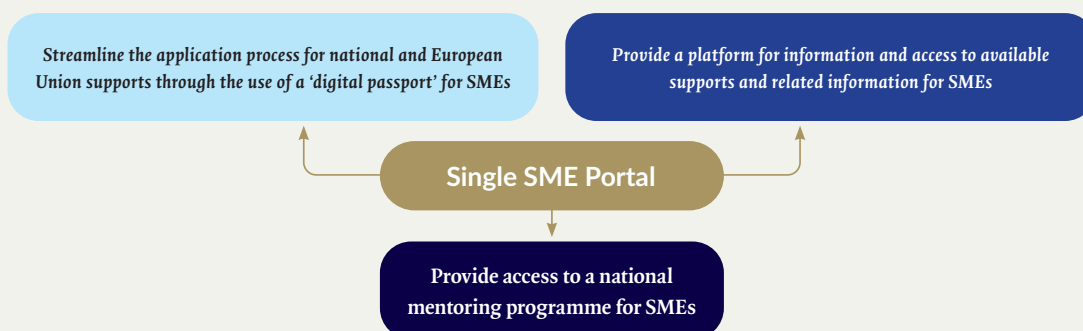 Streamline the application process for national and European
Union supports through the use of a ‘digital passport’ for SMEs
Provide a platform for information and access to available
supports and related information for SMEs
Single SME Portal
Provide access to a national
mentoring programme for SMEs